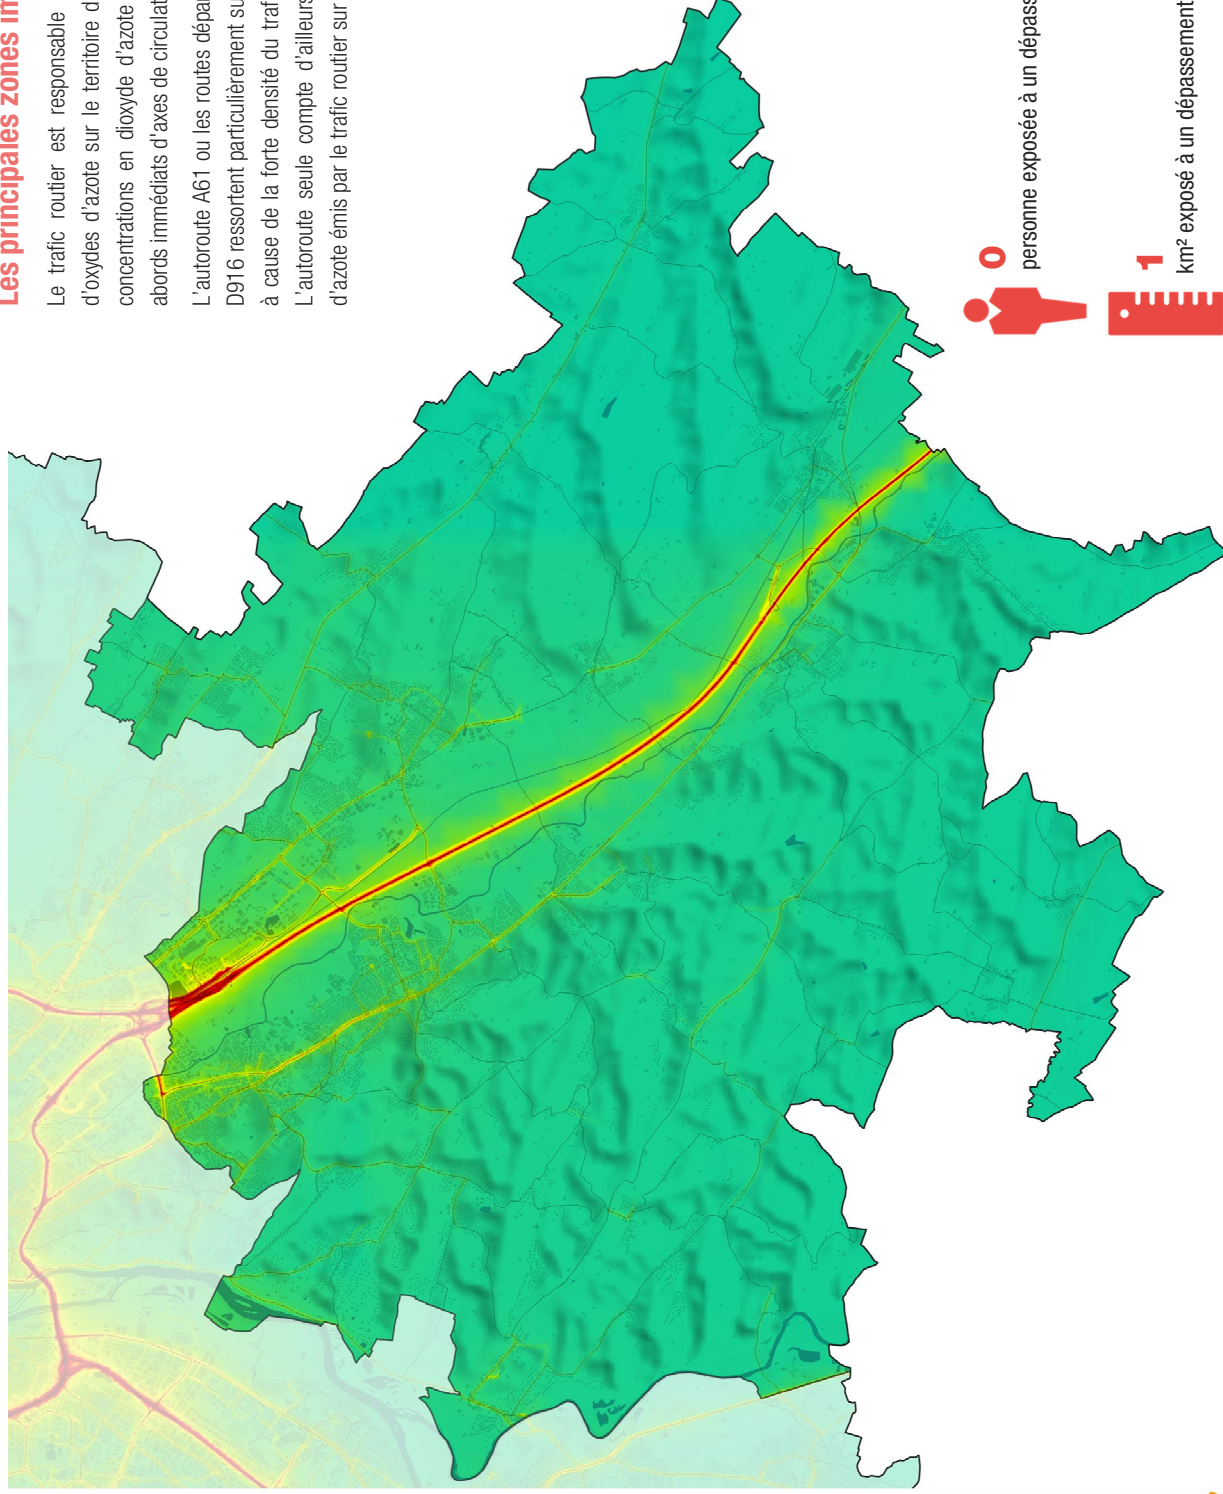 Les principales zones im
Le trafic routier est responsable
d'oxydes d'azote sur le territoire d
concentrations en dioxyde d'azote
abords immédiats d'axes de circulat
L'autoroute A61 ou les routes dépar
D916 ressortent particulièrement su
à cause de la forte densité du traf
L'autoroute seule compte d'ailleurs
d'azote émis par le trafic routier sur
0
personne exposée à un dépass
1
km² exposé à un dépassement